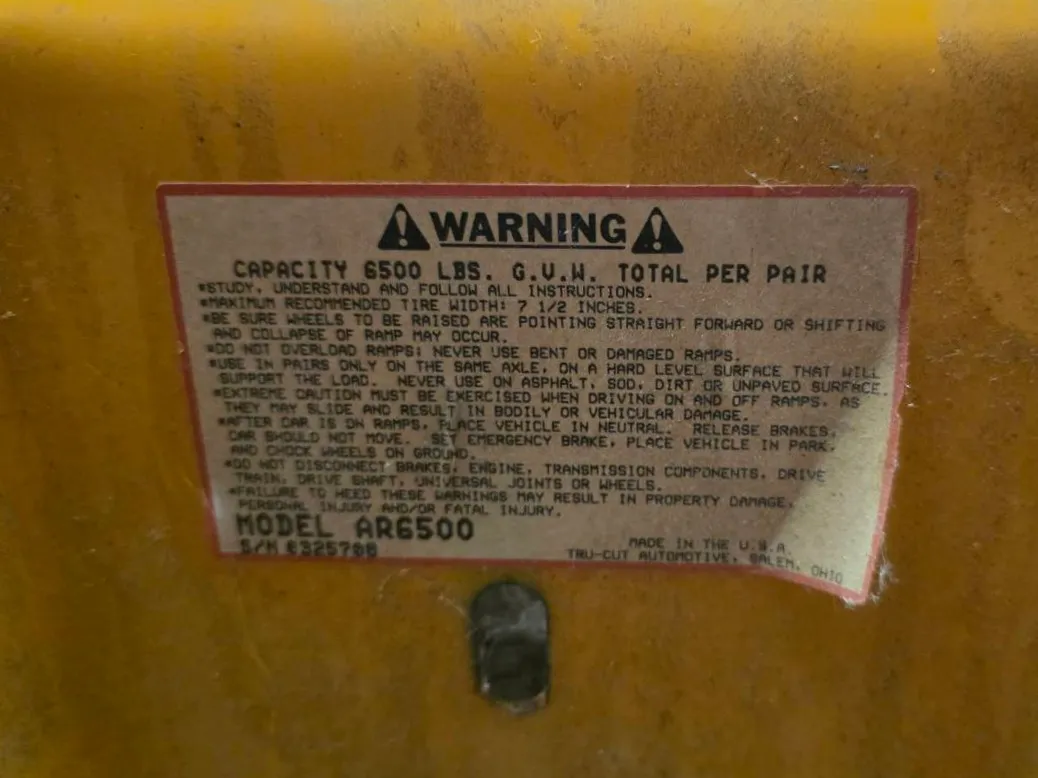 WARNING
CAPACITY 6500 LBS. G.V.W. TOTAL PER PAIR
*STUDY, UNDERSTAND AND FOLLOW ALL INSTRUCTIONS.
*MAXIMUM RECOMMENDED TIRE WIDTH: 7 1/2 INCHES.
*BE SURE WHEELS TO BE RAISED ARE POINTING STRAIGHT FORWARD OR SHIFTING
AND COLLAPSE OF RAMP MAY OCCUR.
*DO NOT OVERLOAD RAMPS; NEVER USE BENT OR DAMAGED RAMPS.
*USE IN PAIRS ONLY ON THE SAME AXLE, ON A HARD LEVEL SURFACE THAT WILL
SUPPORT THE LOAD. NEVER USE ON ASPHALT, SOD, DIRT OR UNPAVED SURFACE.
*EXTREME CAUTION MUST BE EXERCISED WHEN DRIVING ON AND OFF RAMPS, AS
THEY MAY SLIDE AND RESULT IN BODILY OR VEHICULAR DAMAGE.
*AFTER CAR IS ON RAMPS, PLACE VEHICLE IN NEUTRAL. RELEASE BRAKES,
CAR SHOULD NOT MOVE. SET EMERGENCY BRAKE, PLACE VEHICLE IN PARK,
AND CHOCK WHEELS ON GROUND.
*DO NOT DISCONNECT BRAKES, ENGINE, TRANSMISSION COMPONENTS, DRIVE
TRAIN, DRIVE SHAFT, UNIVERSAL JOINTS OR WHEELS.
*FAILURE TO HEED THESE WARNINGS MAY RESULT IN PROPERTY DAMAGE,
PERSONAL INJURY AND/OR FATAL INJURY.
MODEL AR6500
S/N
MADE IN THE U.S.A.
TRU-CUT AUTOMOTIVE, SALEM, OHIO